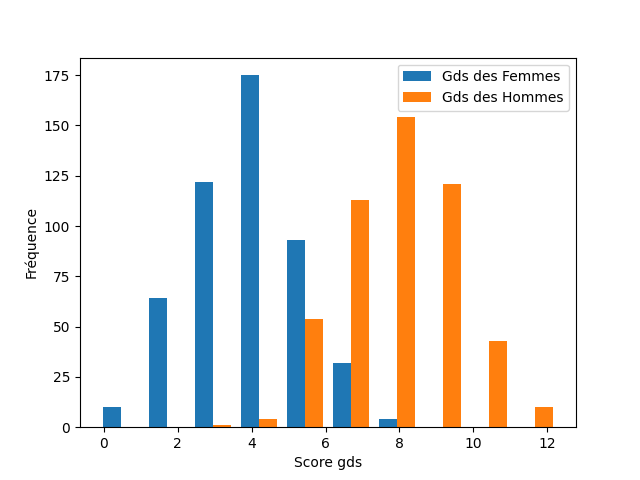 Gds des Femmes
Gds des Hommes
175
150
125
100
75
50
25
0
Fréquence
0 2 4 6 8 10 12
Score gds